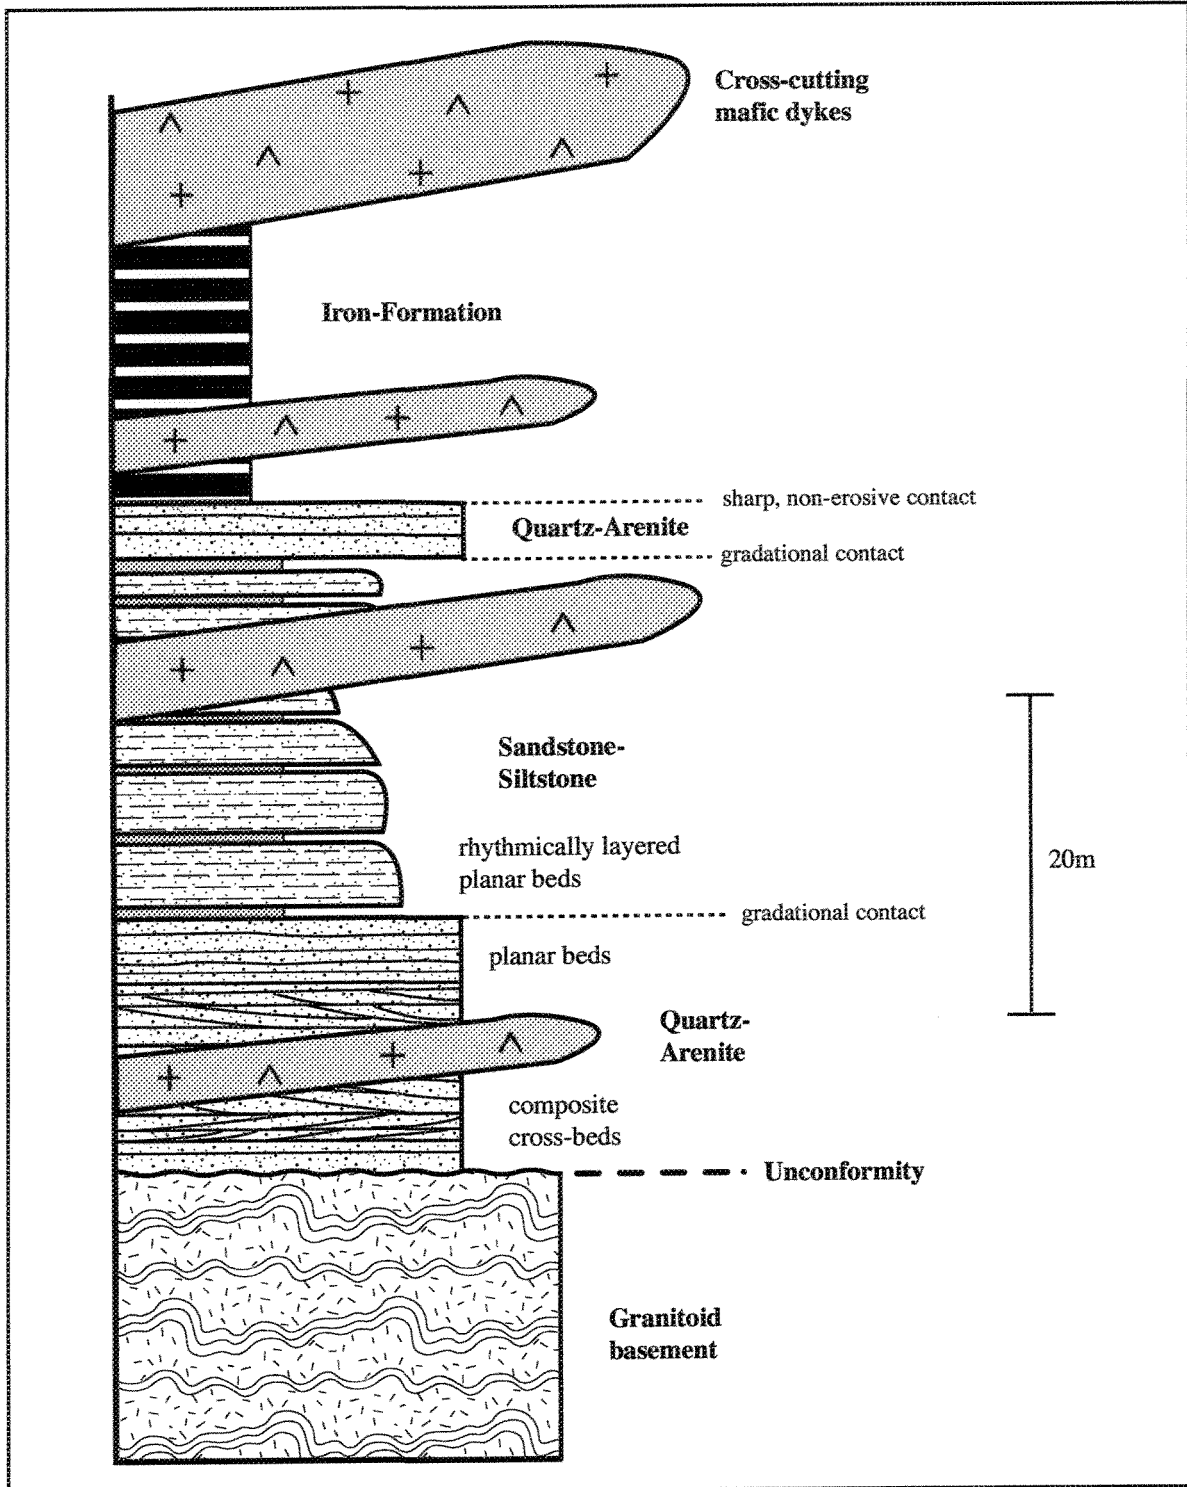 Cross-cutting
mafic dykes
Iron-Formation
sharp, non-erosive contact
Quartz-Arenite
gradational contact
Sandstone-
Siltstone
rhythmically layered
planar beds
20m
gradational contact
planar beds
Quartz-
Arenite
composite
cross-beds
Unconformity
Granitoid
basement